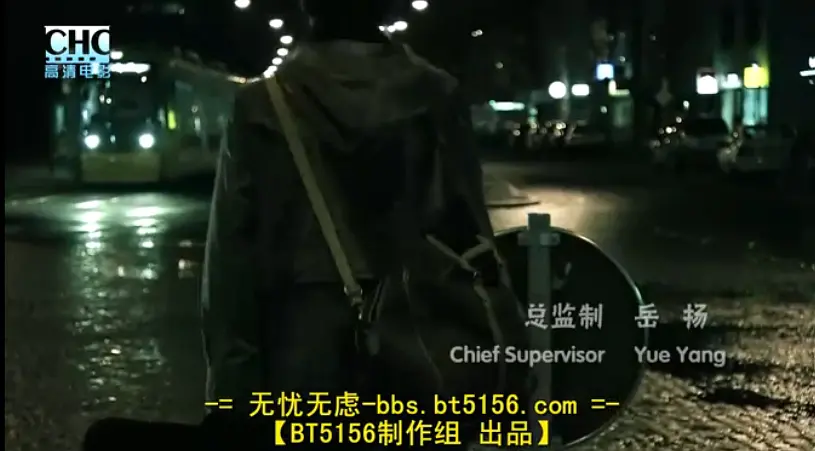 CHC
高清电影
总监制 岳 扬
Chief Supervisor Yue Yang
-= 无忧无虑-bbs.bt5156.com =-
【BT5156制作组 出品】